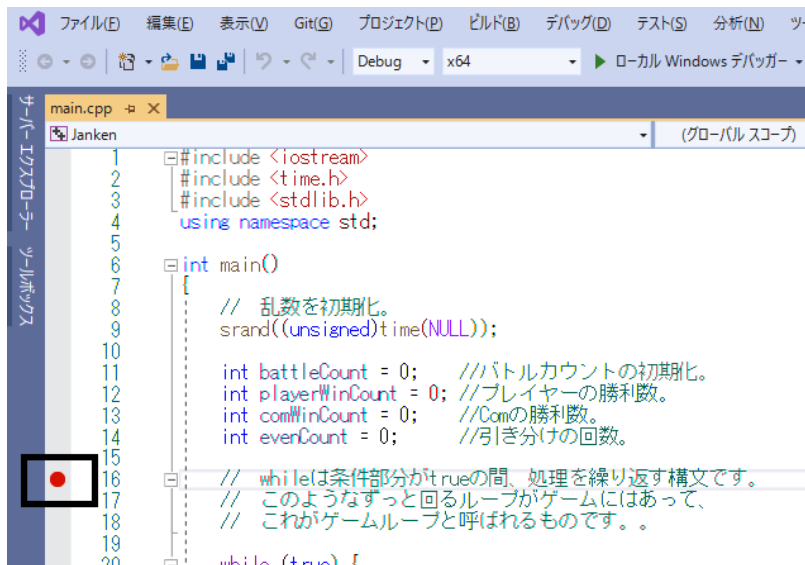 ファイル(F) 編集(E) 表示(V) Git(G) プロジェクト(P) ビルド(B) デバッグ(D) テスト(S) 分析(N) ツー
Debug x64 ローカル Windows デバッガー
サーバー エクスプローラー ツールボックス
main.cpp
Janken (グローバル スコープ)
1 #include <iostream>
2 #include <time.h>
3 #include <stdlib.h>
4 using namespace std;
5
6 int main()
7 {
8 // 乱数を初期化。
9 srand((unsigned)time(NULL));
10
11 int battleCount = 0; //バトルカウントの初期化。
12 int playerWinCount = 0; //プレイヤーの勝利数。
13 int comWinCount = 0; //Comの勝利数。
14 int evenCount = 0; //引き分けの回数。
15
16 // whileは条件部分がtrueの間、処理を繰り返す構文です。
17 // このようなずっと回るループがゲームにはあって、
18 // これがゲームループと呼ばれるものです。。
19
20 while (true) {